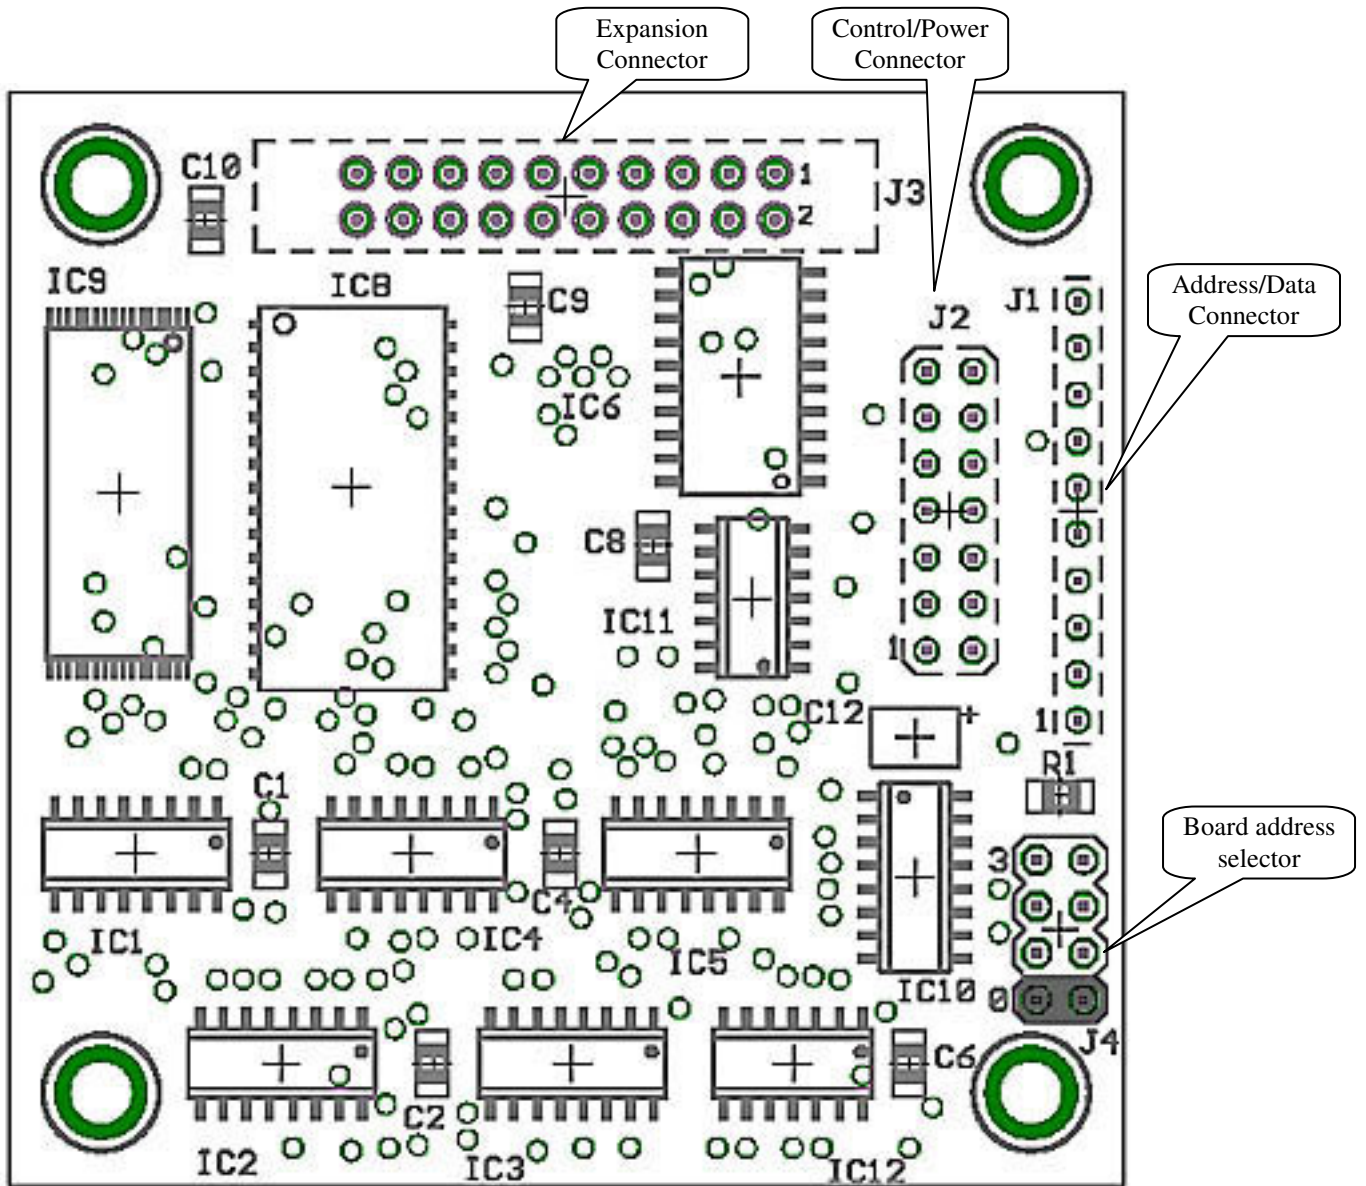 Expansion
Connector
Control/Power
Connector
C10
1
2
J3
IC9
IC8
C9
J2
J1
Address/Data
Connector
IC6
C8
IC11
1
C12
+
1
R1
C1
Board address
selector
3
C4
IC1
IC4
IC5
IC10
0
J4
C6
C2
IC2
IC3
IC12